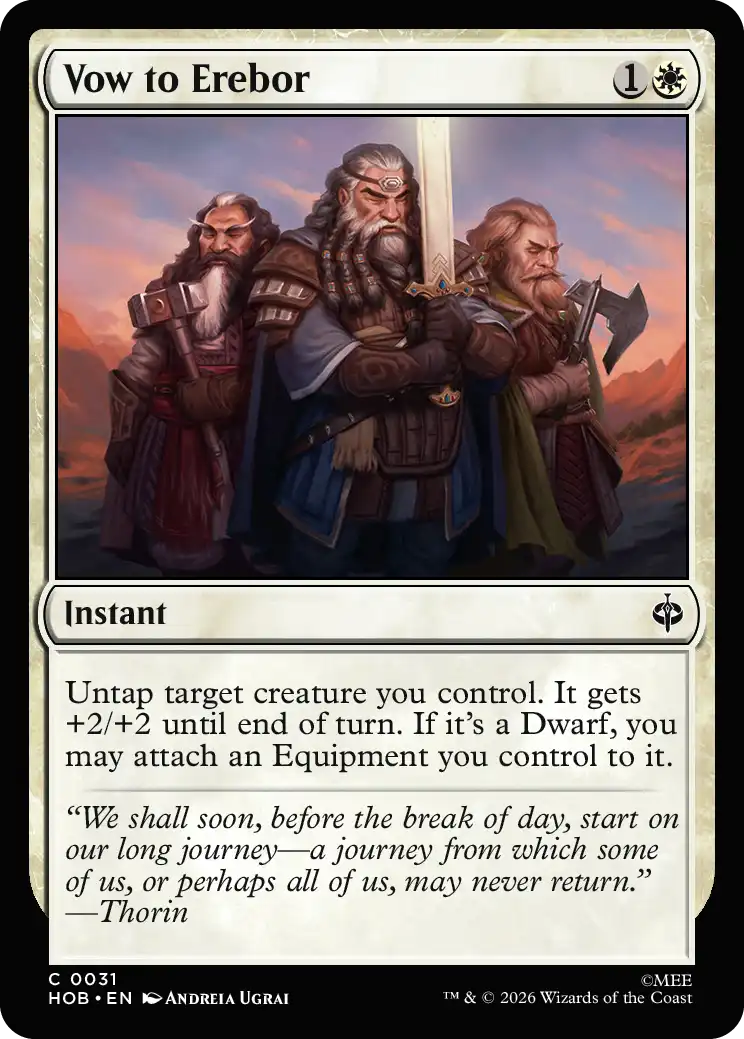 Vow to Erebor
1
Instant
Untap target creature you control. It gets
+2/+2 until end of turn. If it’s a Dwarf, you
may attach an Equipment you control to it.
“We shall soon, before the break of day, start on
our long journey—a journey from which some
of us, or perhaps all of us, may never return.”
—Thorin
C 0031
HOB • EN Andreia Ugrai
©MEE
™ & © 2026 Wizards of the Coast